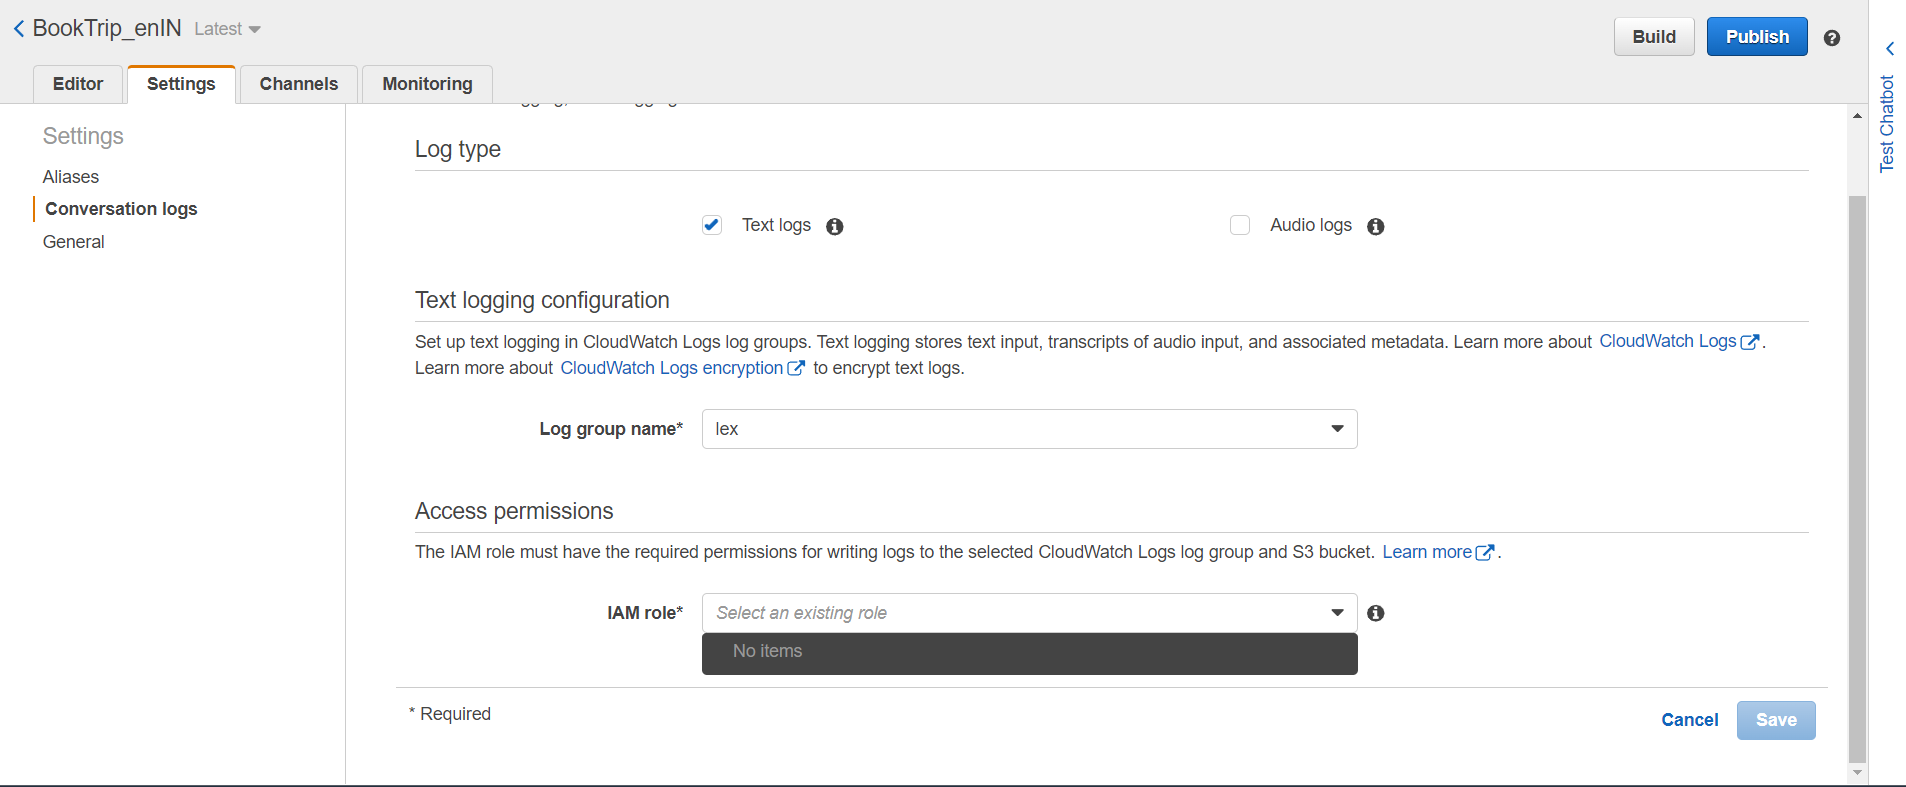 BookTrip_enIN Latest
Build Publish
Test Chatbot
Editor Settings Channels Monitoring
Settings
Aliases
Conversation logs
General
Log type
Text logs Audio logs
Text logging configuration
Set up text logging in CloudWatch Logs log groups. Text logging stores text input, transcripts of audio input, and associated metadata. Learn more about CloudWatch Logs.
Learn more about CloudWatch Logs encryption to encrypt text logs.
Log group name* lex
Access permissions
The IAM role must have the required permissions for writing logs to the selected CloudWatch Logs log group and S3 bucket. Learn more.
IAM role* Select an existing role
No items
* Required
Cancel Save